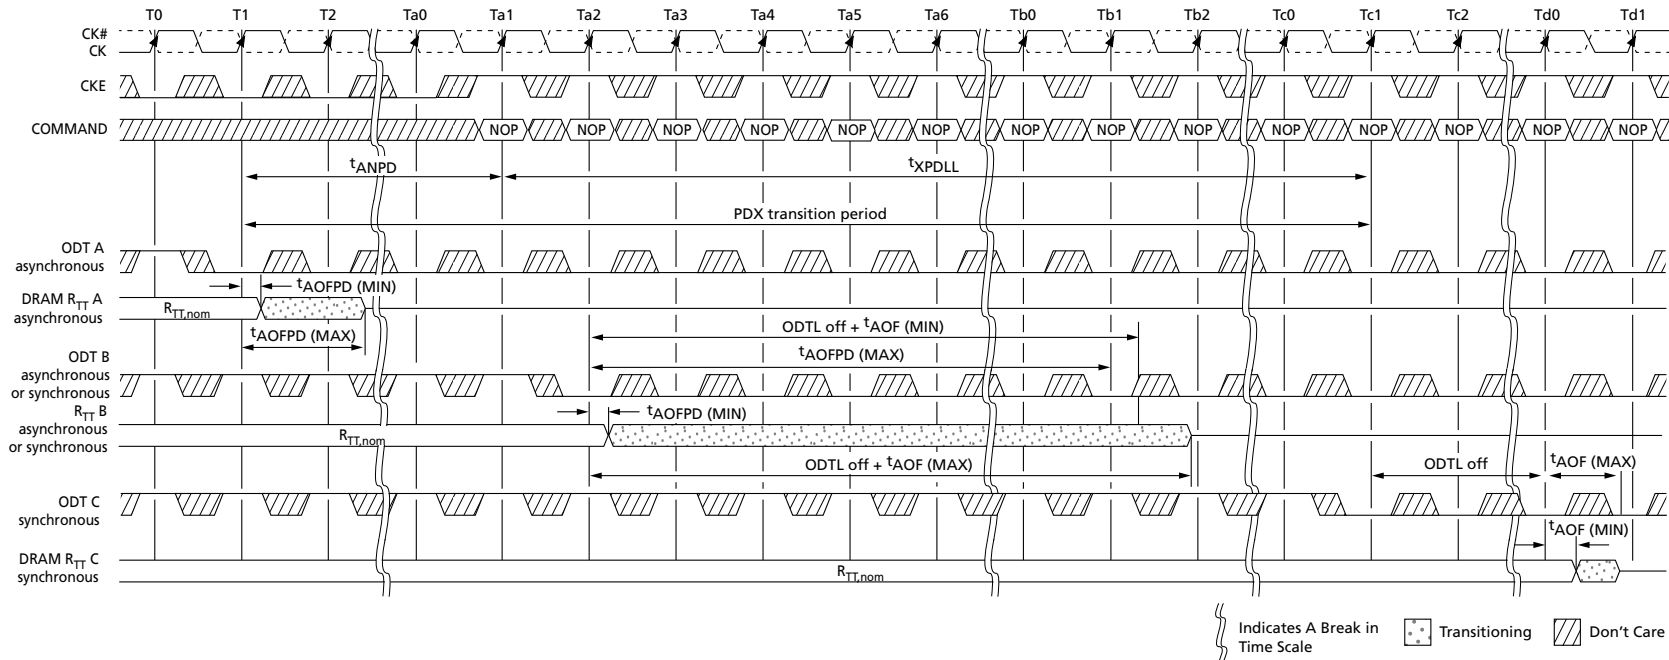 T0 T1 T2 Ta0 Ta1 Ta2 Ta3 Ta4 Ta5 Ta6 Tb0 Tb1 Tb2 Tc0 Tc1 Tc2 Td0 Td1
CK#
CK
CKE
COMMAND NOP NOP NOP NOP NOP NOP NOP NOP NOP NOP NOP NOP NOP NOP
tANPD tXPDLL
PDX transition period
ODT A
asynchronous
tAOFPD (MIN)
DRAM RTT A
asynchronous
RTT,nom
tAOFPD (MAX)
ODTL off + tAOF (MIN)
tAOFPD (MAX)
ODT B
asynchronous
or synchronous
tAOFPD (MIN)
RTT B
asynchronous
or synchronous
RTT,nom
ODTL off + tAOF (MAX)
ODTL off tAOF (MAX)
ODT C
synchronous
tAOF (MIN)
DRAM RTT C
synchronous
RTT,nom
Indicates A Break in
Time Scale
Transitioning
Don't Care